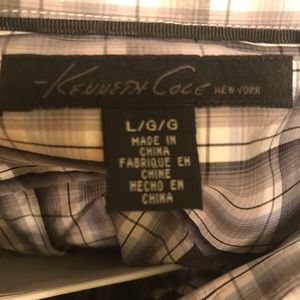 Kenneth Cole NEW YORK
L/G/G
MADE IN
CHINA
FABRIQUE EN
CHINE
HECHO EN
CHINA